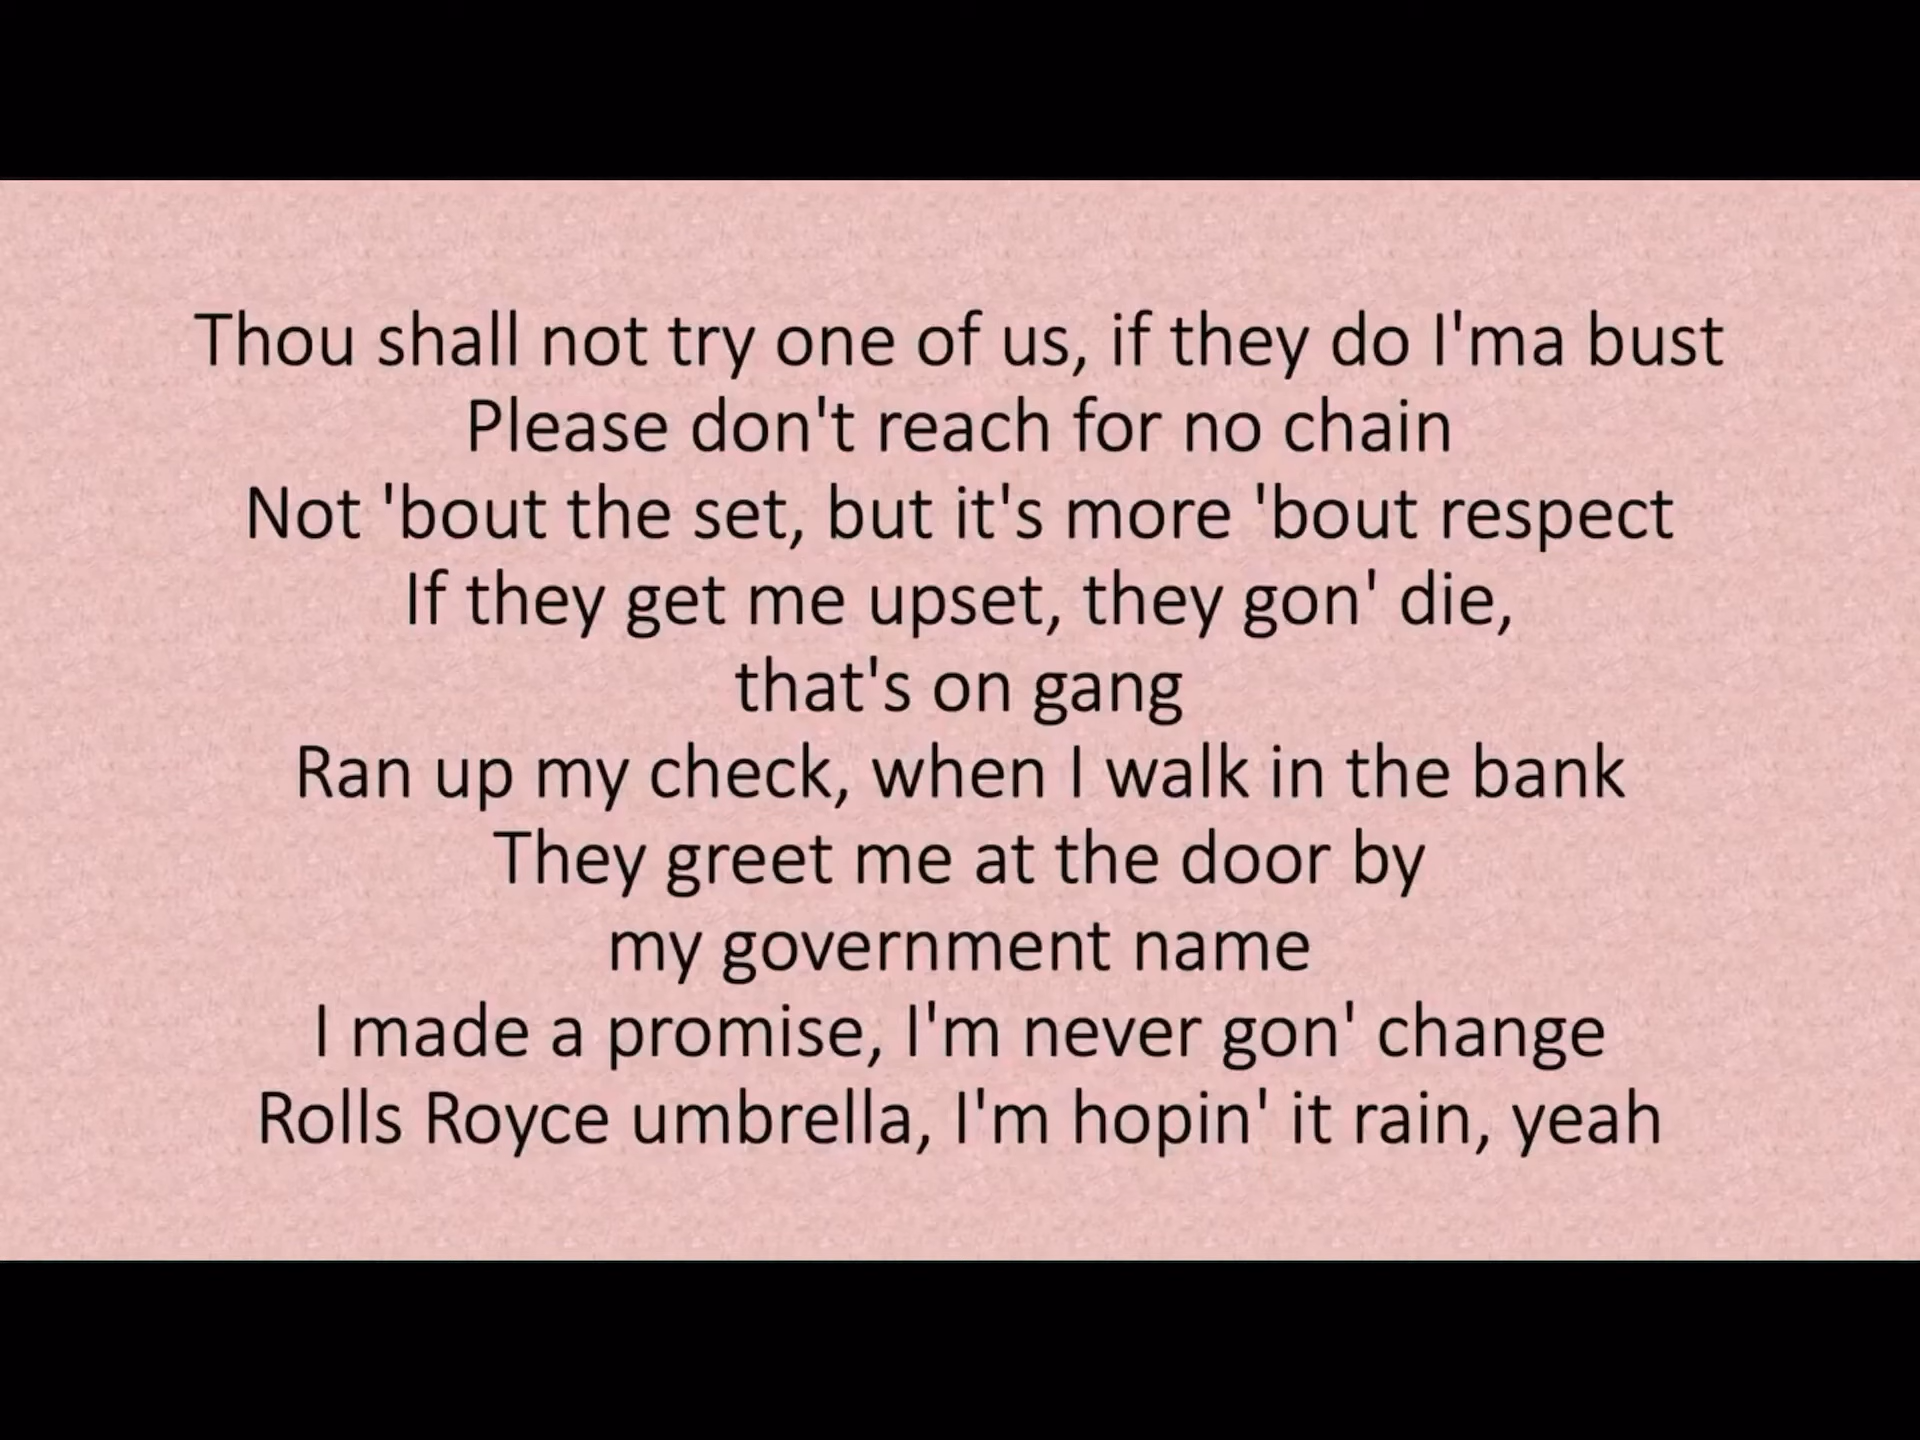 Thou shall not try one of us, if they do I'ma bust
Please don't reach for no chain
Not 'bout the set, but it's more 'bout respect
If they get me upset, they gon' die,
that's on gang
Ran up my check, when I walk in the bank
They greet me at the door by
my government name
I made a promise, I'm never gon' change
Rolls Royce umbrella, I'm hopin' it rain, yeah